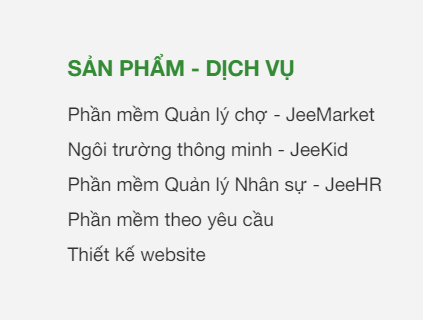 SẢN PHẨM - DỊCH VỤ
Phần mềm Quản lý chợ - JeeMarket
Ngôi trường thông minh - JeeKid
Phần mềm Quản lý Nhân sự - JeeHR
Phần mềm theo yêu cầu
Thiết kế website